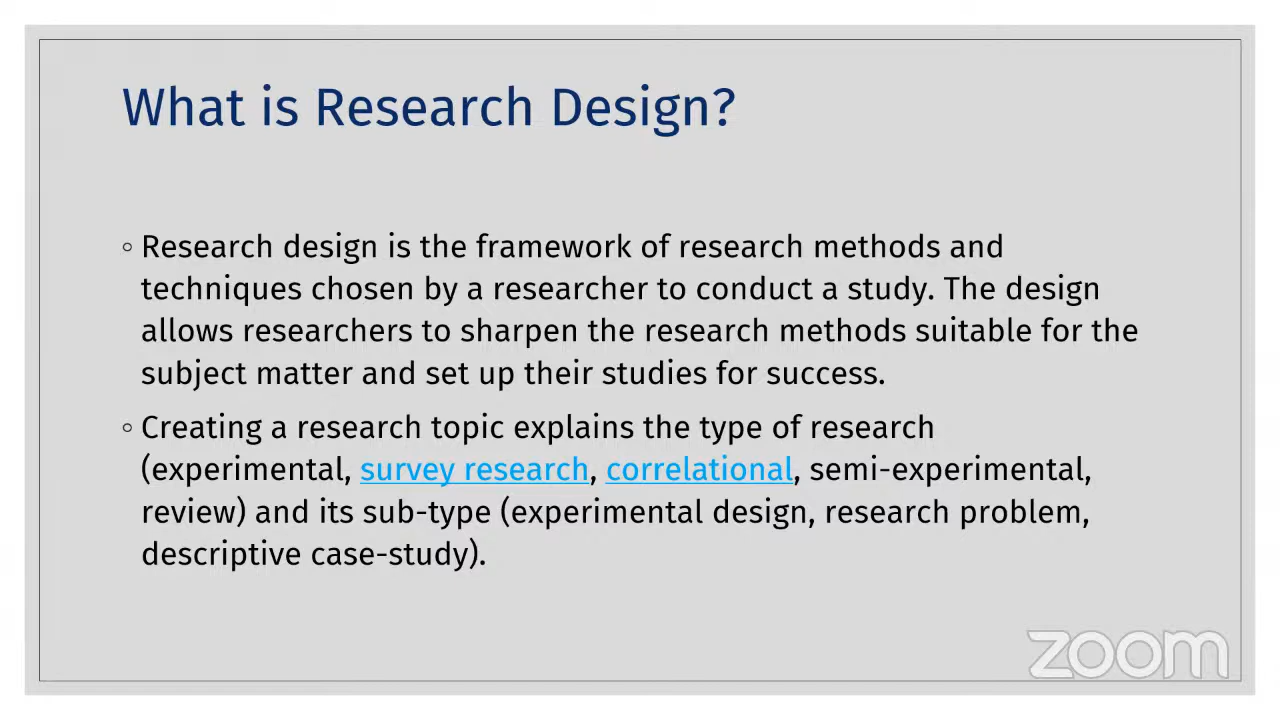 What is Research Design?
◦ Research design is the framework of research methods and
techniques chosen by a researcher to conduct a study. The design
allows researchers to sharpen the research methods suitable for the
subject matter and set up their studies for success.
◦ Creating a research topic explains the type of research
(experimental, survey research, correlational, semi-experimental,
review) and its sub-type (experimental design, research problem,
descriptive case-study).
zoom